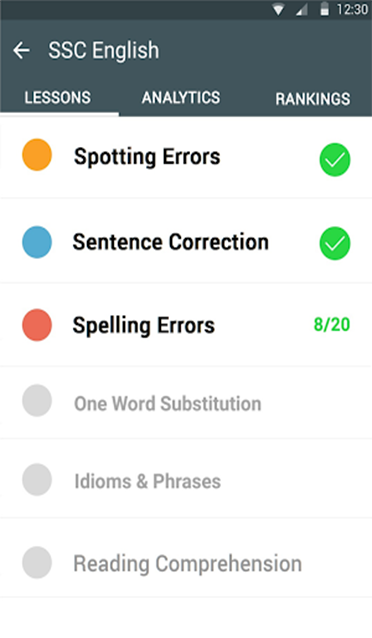 12:30
SSC English
LESSONS ANALYTICS RANKINGS
Spotting Errors
Sentence Correction
Spelling Errors 8/20
One Word Substitution
Idioms & Phrases
Reading Comprehension